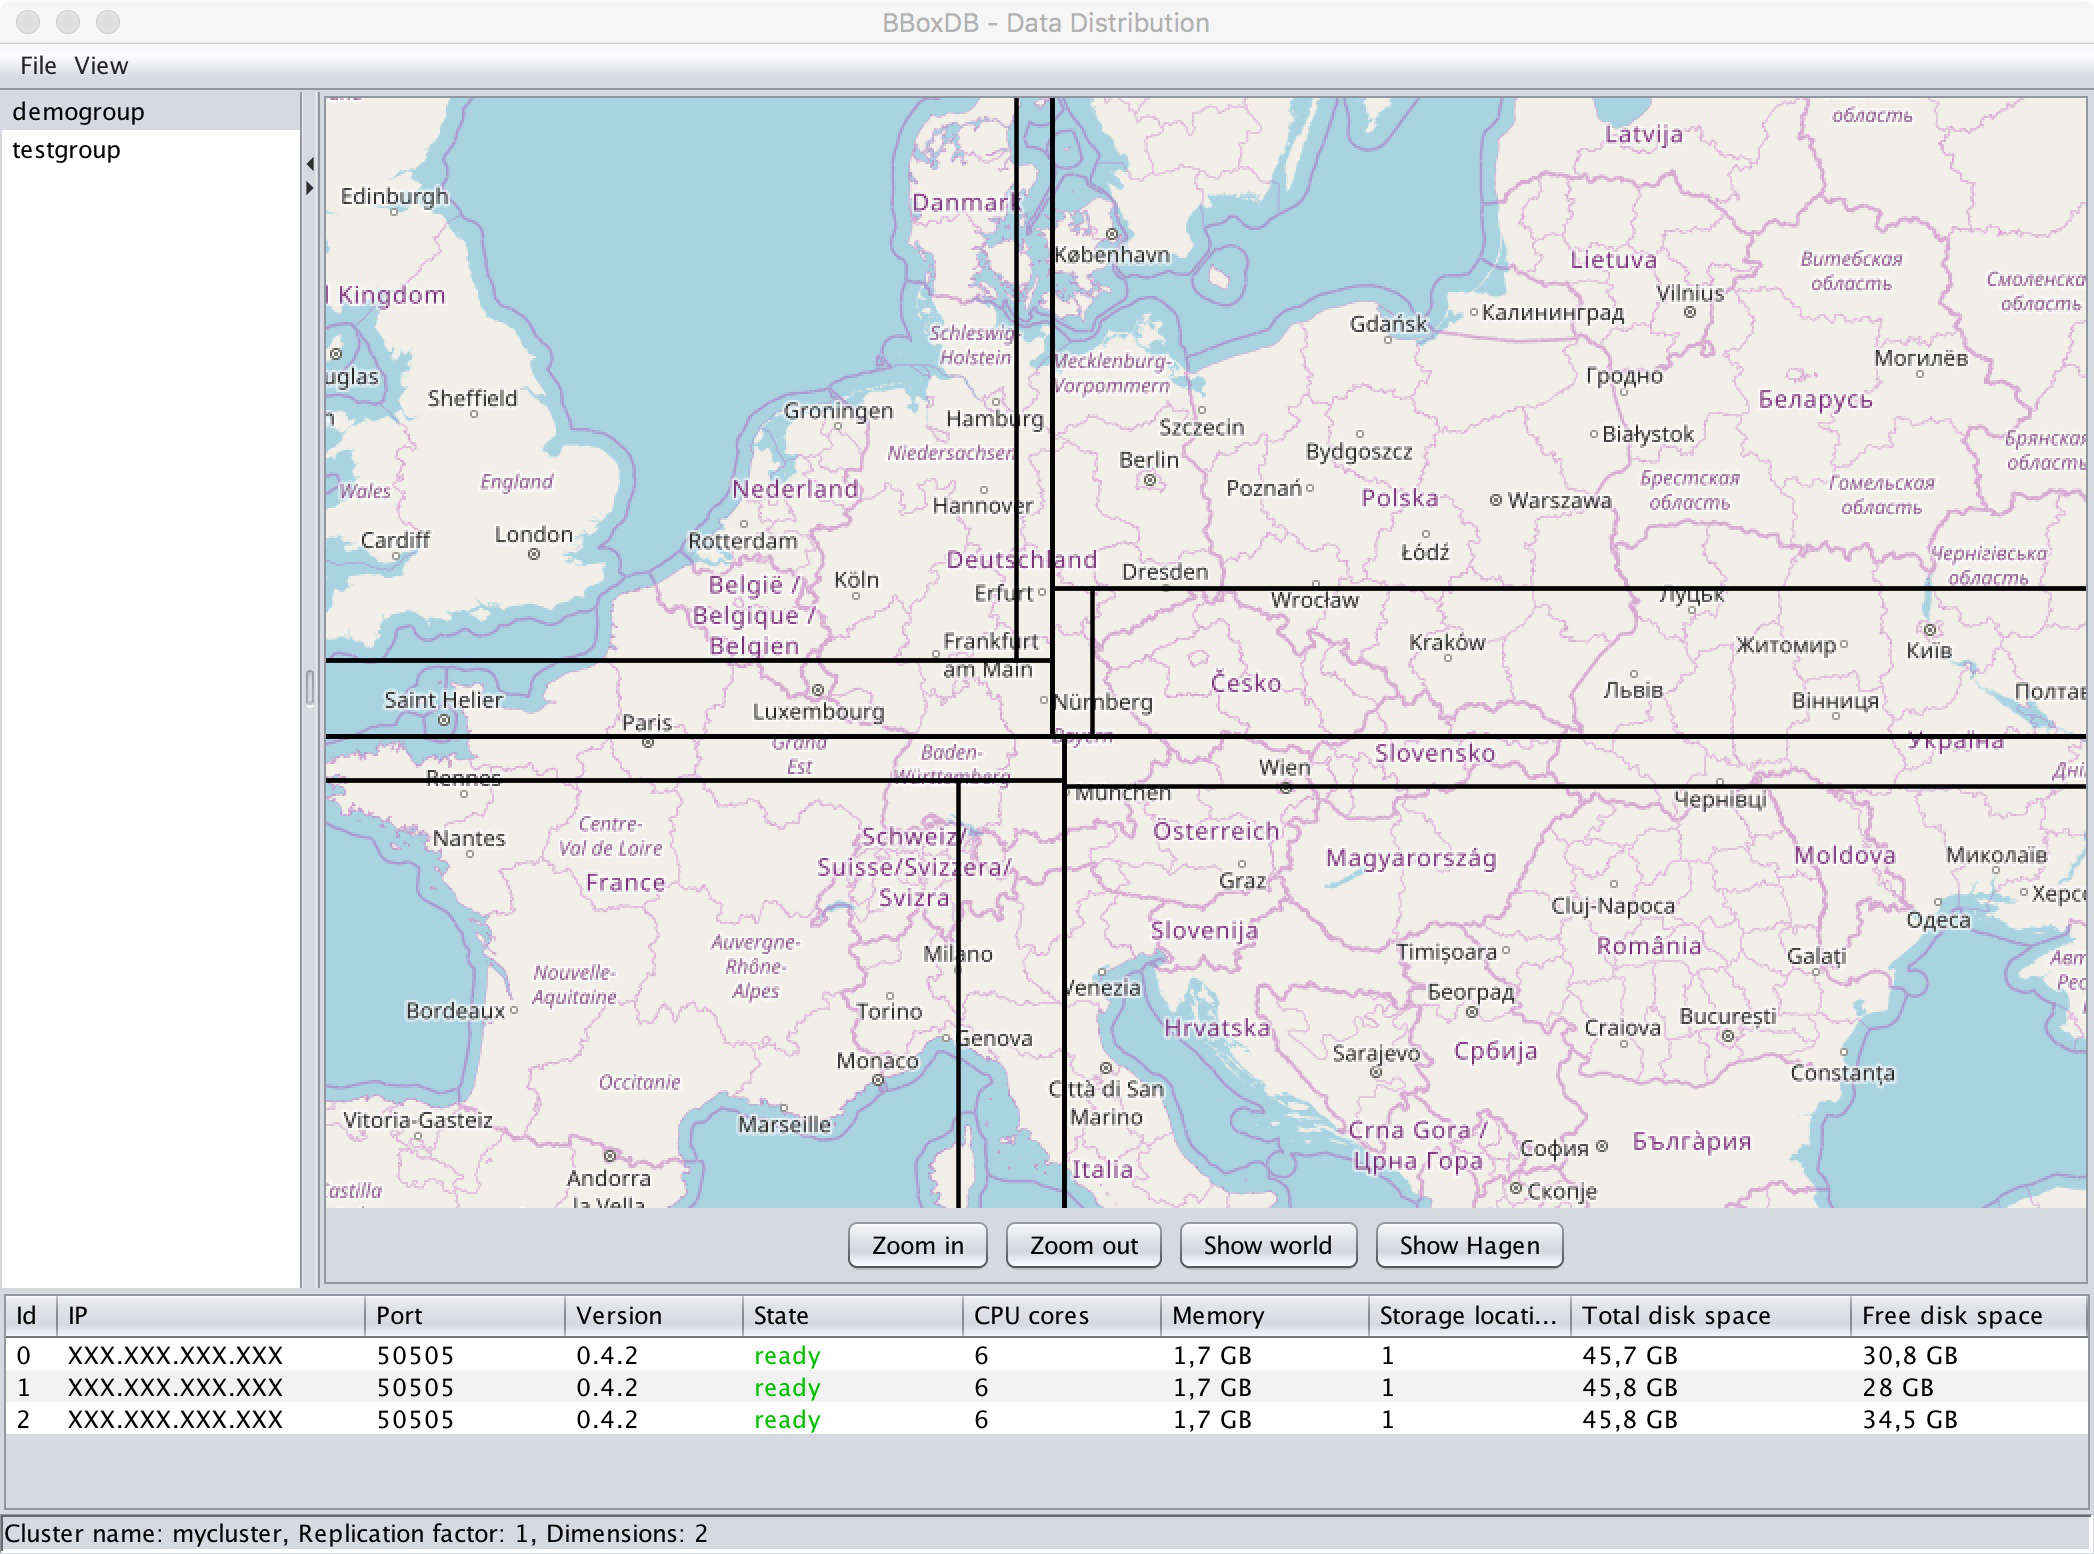 BBoxDB - Data Distribution
File View
demogroup
testgroup
Latvija
область
Edinburgh
Danmark
København
Lietuva
Витебская
область
Смоленска
область
l Kingdom
Vilnius
Калининград
Gdańsk
Schleswig-
Holstein
Mecklenburg-
Vorpommern
Могилёв
uglas
Гродно
Sheffield
Беларусь
Groningen
Hamburg
Szczecin
Białystok
Брянская
область
Niedersachsen
Bydgoszcz
Berlin
Wales
England
Nederland
Poznań
Polska
Warszawa
Брестская
область
Гомельская
область
Hannover
Cardiff
London
Rotterdam
Łódź
Deutschland
Чернігівська
область
Dresden
België /
Belgique /
Belgien
Köln
Erfurt
Wrocław
Луцьк
Frankfurt
am Main
Kraków
Житомир
Київ
Česko
Львів
Saint Helier
Luxembourg
Nürnberg
Вінниця
Полтав
Paris
Grand
Est
Bayern
Baden-
Württemberg
Slovensko
Україна
Wien
Дні
Rennes
München
Чернівці
Nantes
Centre-
Val de Loire
Schweiz/
Suisse/Svizzera/
Svizra
Österreich
Magyarország
Moldova
Миколаїв
France
Graz
Херсо
Cluj-Napoca
Одеса
Slovenija
Auvergne-
Rhône-
Alpes
Milano
Timișoara
România
Galați
Авт
Рес
Nouvelle-
Aquitaine
Venezia
Београд
Bordeaux
Torino
Hrvatska
Craiova
București
Genova
Sarajevo
Србија
Monaco
Constanța
Occitanie
Città di San
Marino
Vitoria-Gasteiz
Marseille
Crna Gora /
Црна Гора
София
България
Andorra
la Vella
Italia
Скопје
Castilla
Zoom in Zoom out Show world Show Hagen
Id IP Port Version State CPU cores Memory Storage locati... Total disk space Free disk space
0 XXX.XXX.XXX.XXX 50505 0.4.2 ready 6 1,7 GB 1 45,7 GB 30,8 GB
1 XXX.XXX.XXX.XXX 50505 0.4.2 ready 6 1,7 GB 1 45,8 GB 28 GB
2 XXX.XXX.XXX.XXX 50505 0.4.2 ready 6 1,7 GB 1 45,8 GB 34,5 GB
Cluster name: mycluster, Replication factor: 1, Dimensions: 2